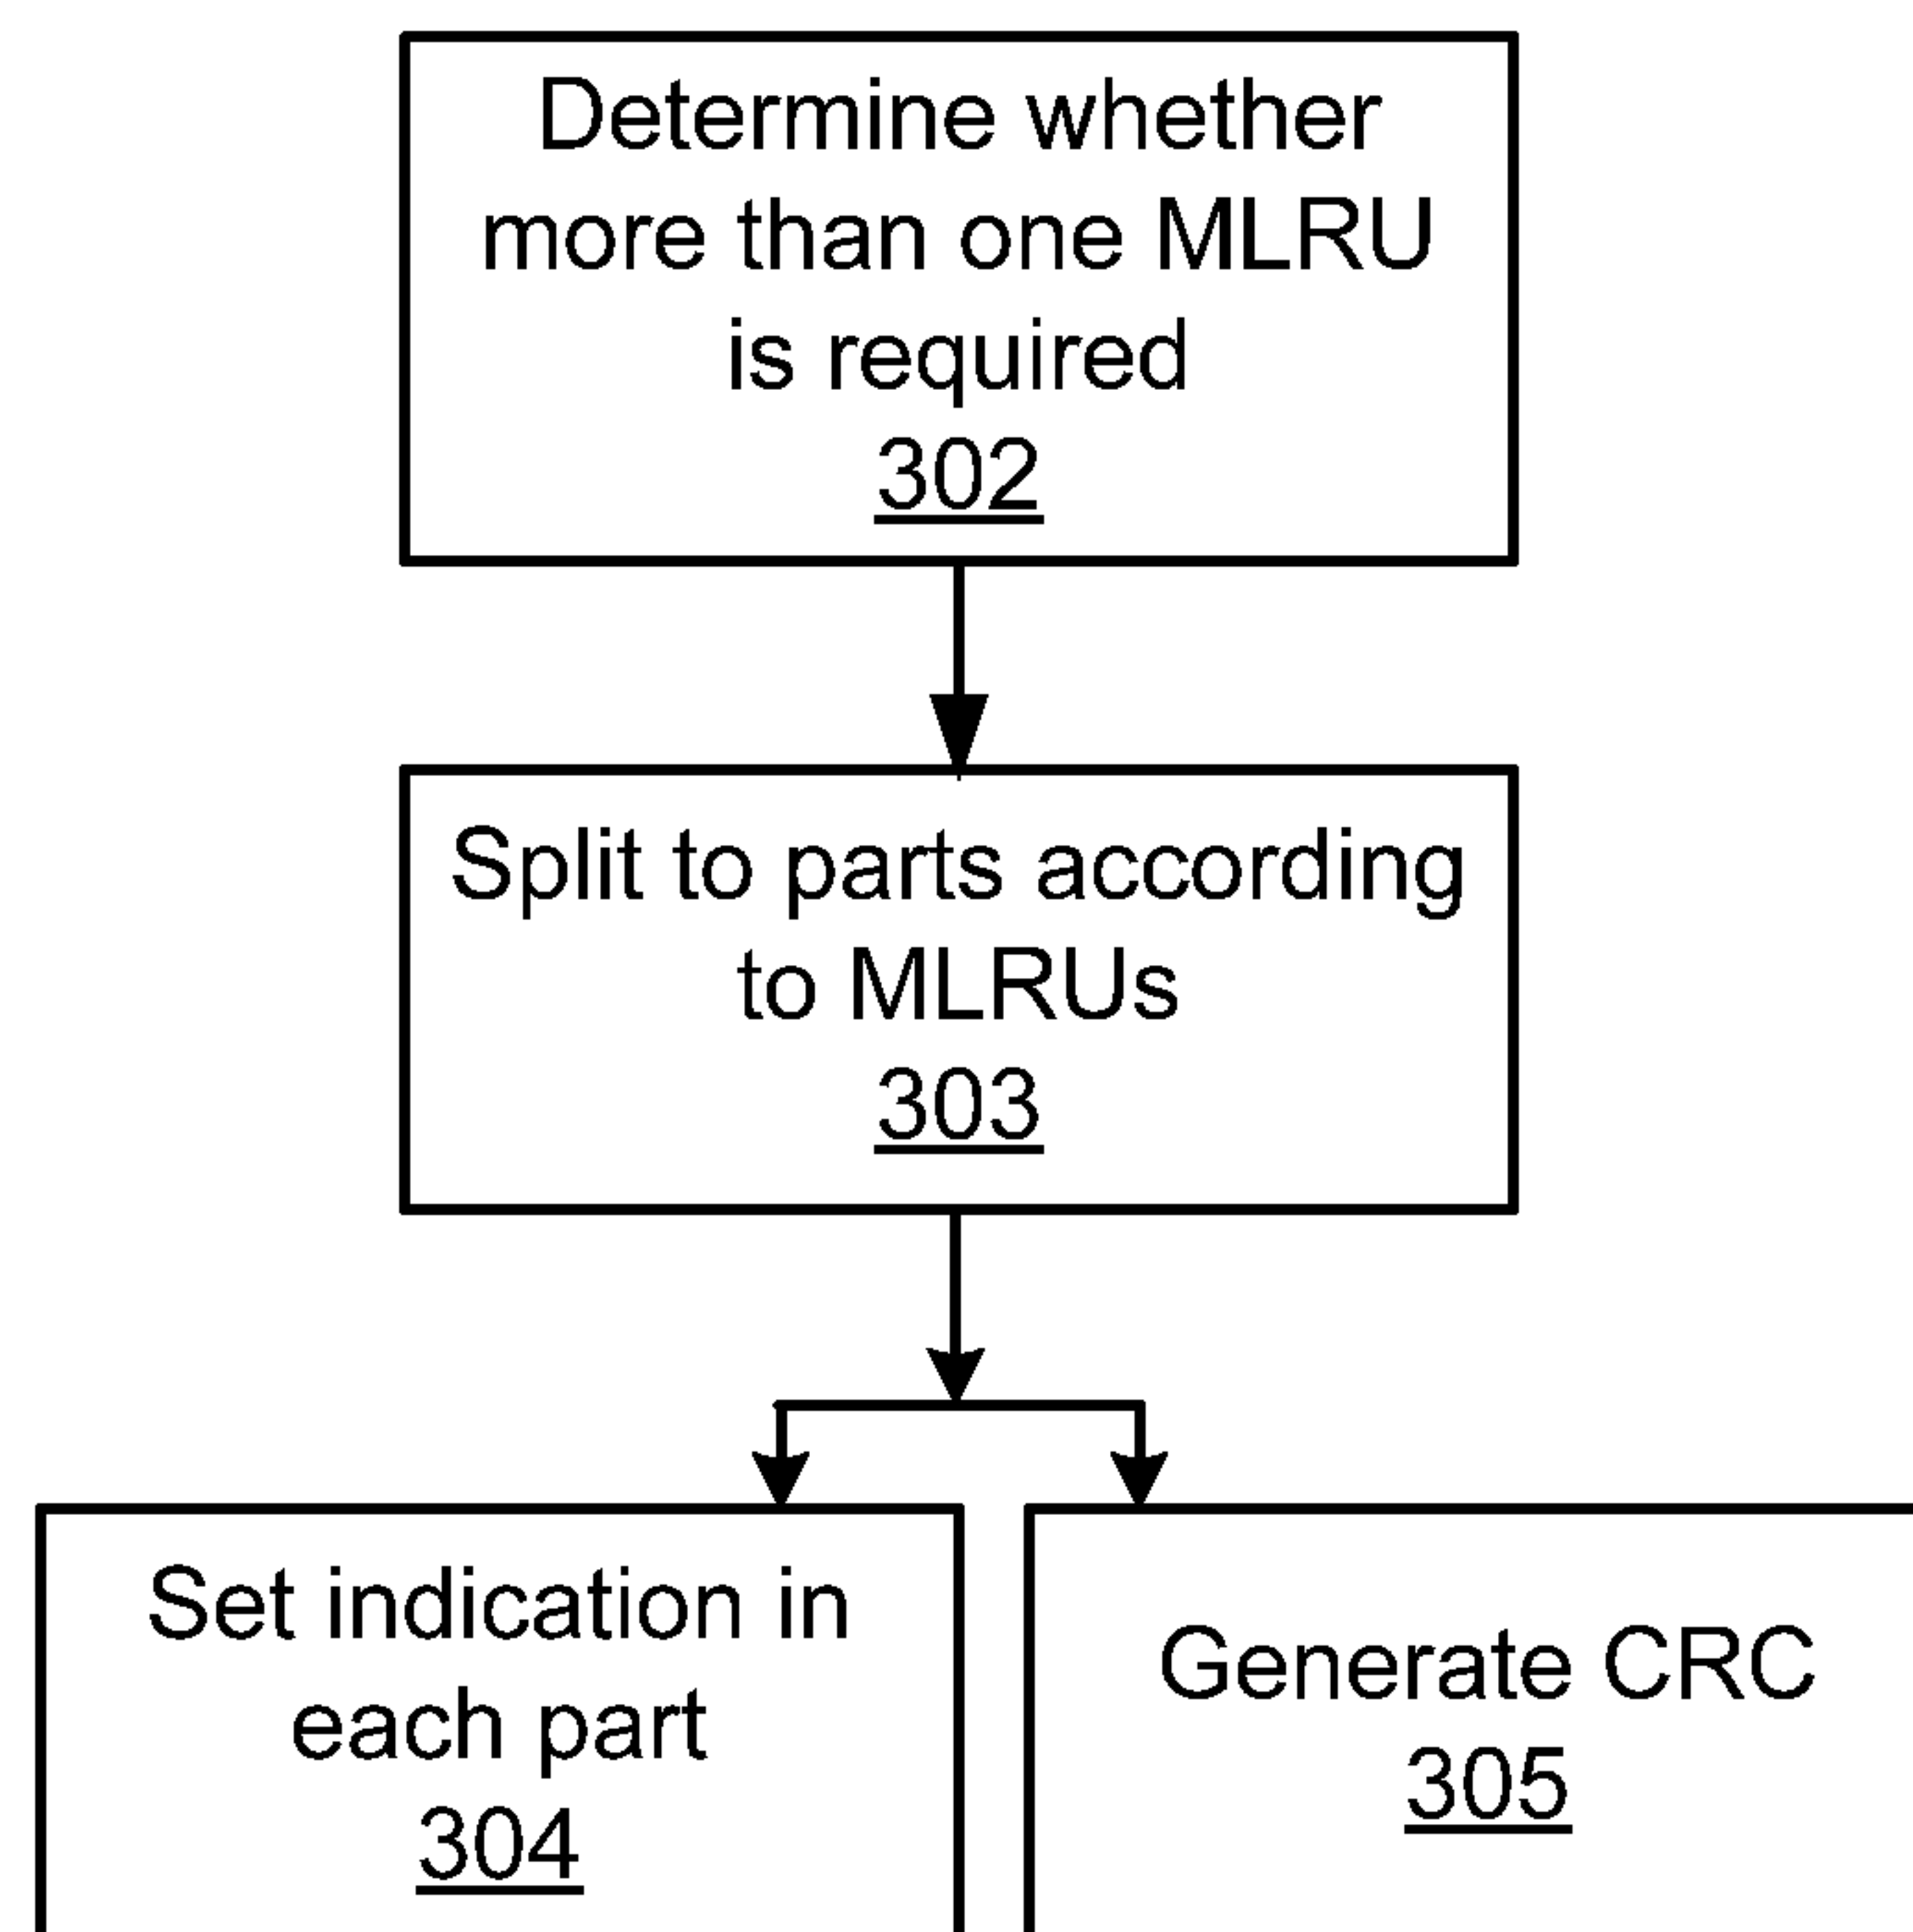 Determine whether
more than one MLRU
is required
302
Split to parts according
to MLRUs
303
Set indication in
each part
304
Generate CRC
305